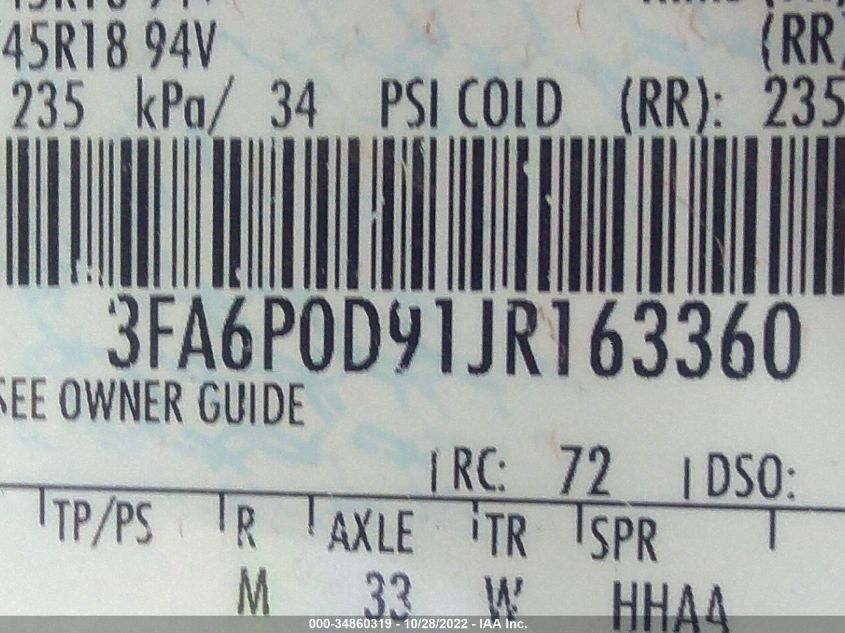 45R18 94V (RR)
235 kPa/ 34 PSI COLD (RR): 235
3FA6P0D91JR163360
SEE OWNER GUIDE
RC: 72 DSO:
TP/PS R AXLE TR SPR
M 33 W HHAA
000-34860319 - 10/28/2022 - IAA Inc.